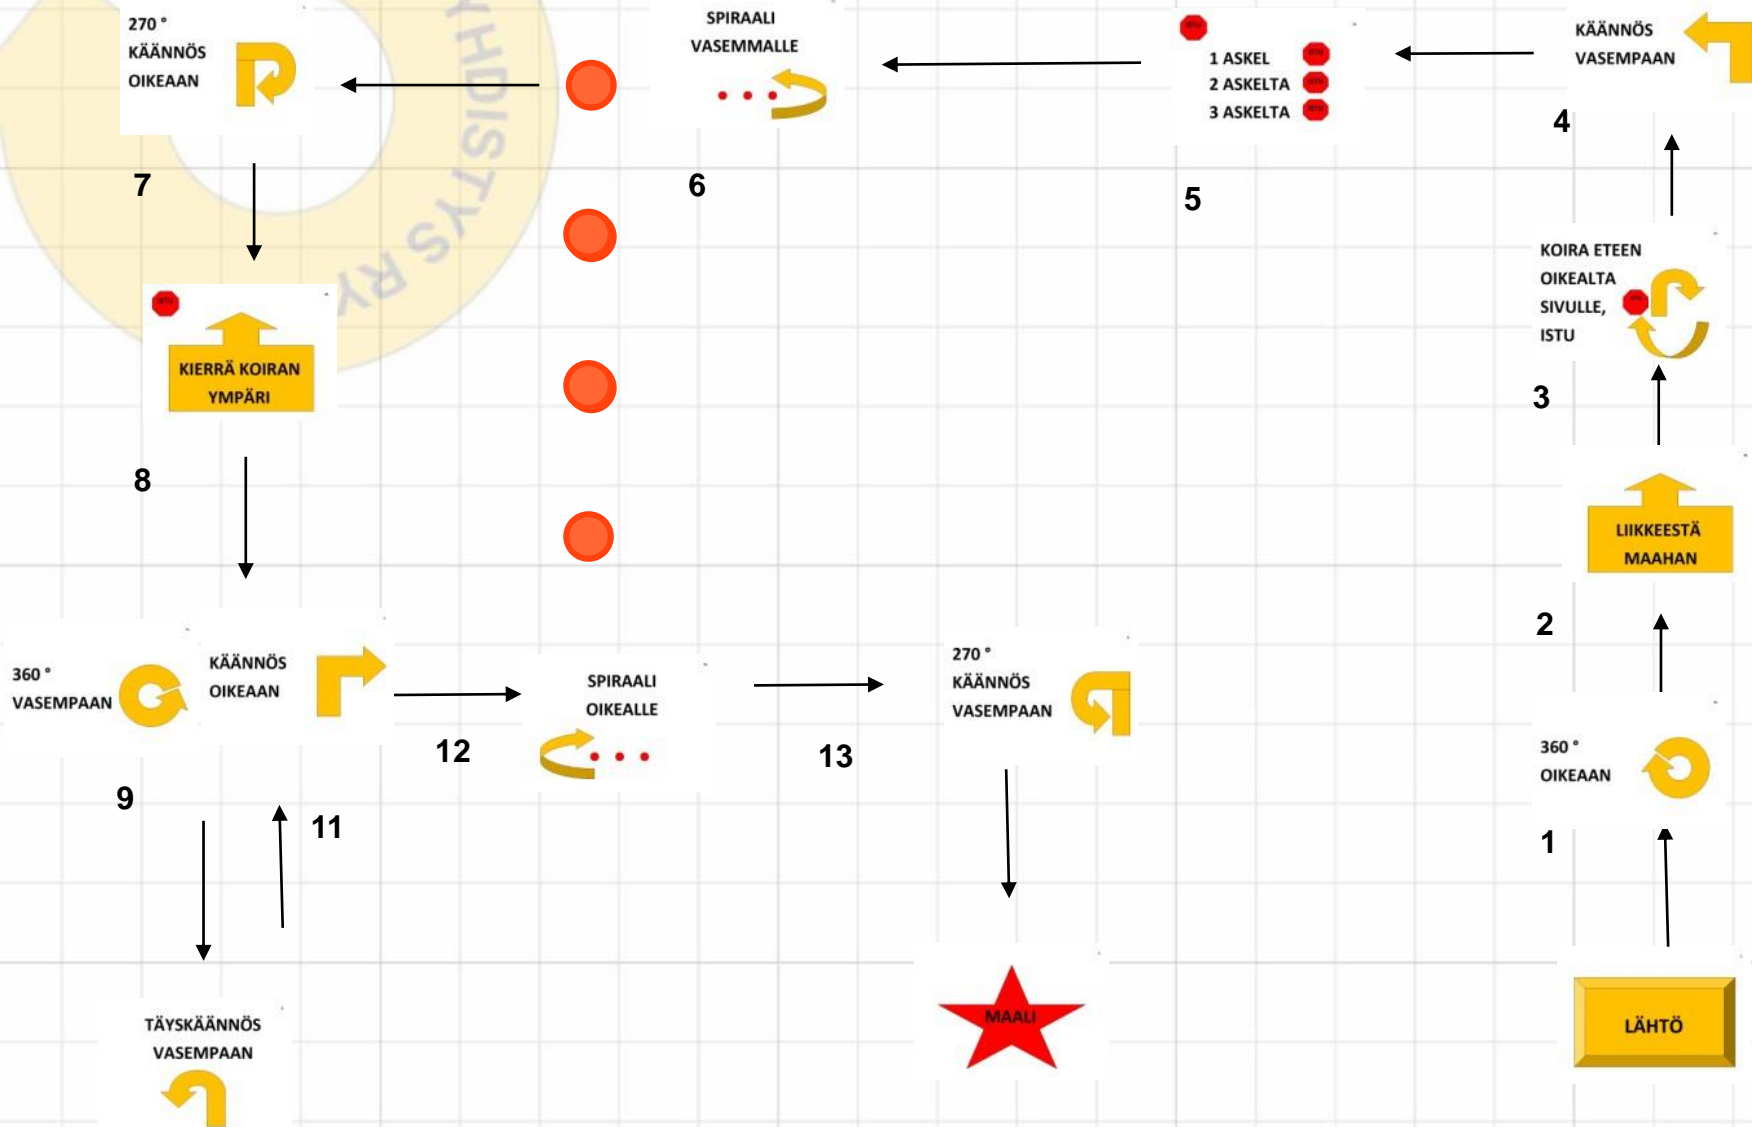 270 °
KÄÄNNÖS
OIKEAAN
SPIRAALI
VASEMMALLE
1 ASKEL
2 ASKELTA
3 ASKELTA
KÄÄNNÖS
VASEMPAAN
YHDISTYS RY
7
6
5
4
KOIRA ETEEN
OIKEALTA
SIVULLE,
ISTU
3
KIERRÄ KOIRAN
YMPÄRI
8
LIIKKEESTÄ
MAAHAN
2
360 °
VASEMPAAN
KÄÄNNÖS
OIKEAAN
SPIRAALI
OIKEALLE
270 °
KÄÄNNÖS
VASEMPAAN
360 °
OIKEAAN
9
11
12
13
1
TÄYSKÄÄNNÖS
VASEMPAAN
MAALI
LÄHTÖ